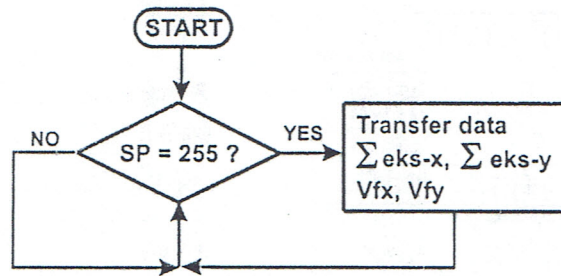 START
NO
SP = 255 ?
YES
Transfer data
∑ eks-x, ∑ eks-y
Vfx, Vfy